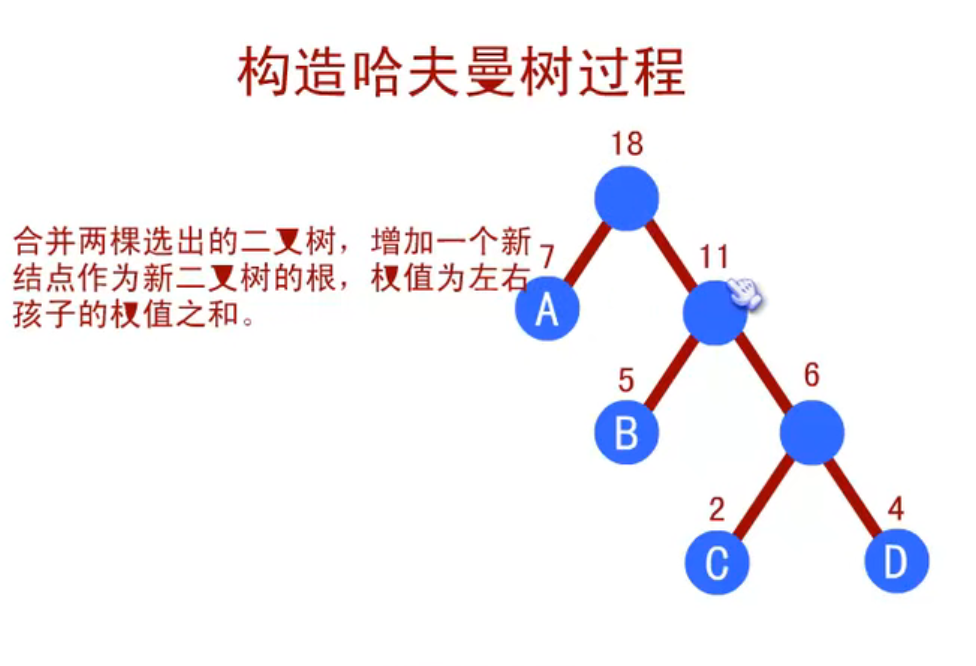 构造哈夫曼树过程
18
合并两棵选出的二叉树，增加一个新
结点作为新二叉树的根，权值为左右
孩子的权值之和。
7
11
A
5
6
B
2
4
C
D